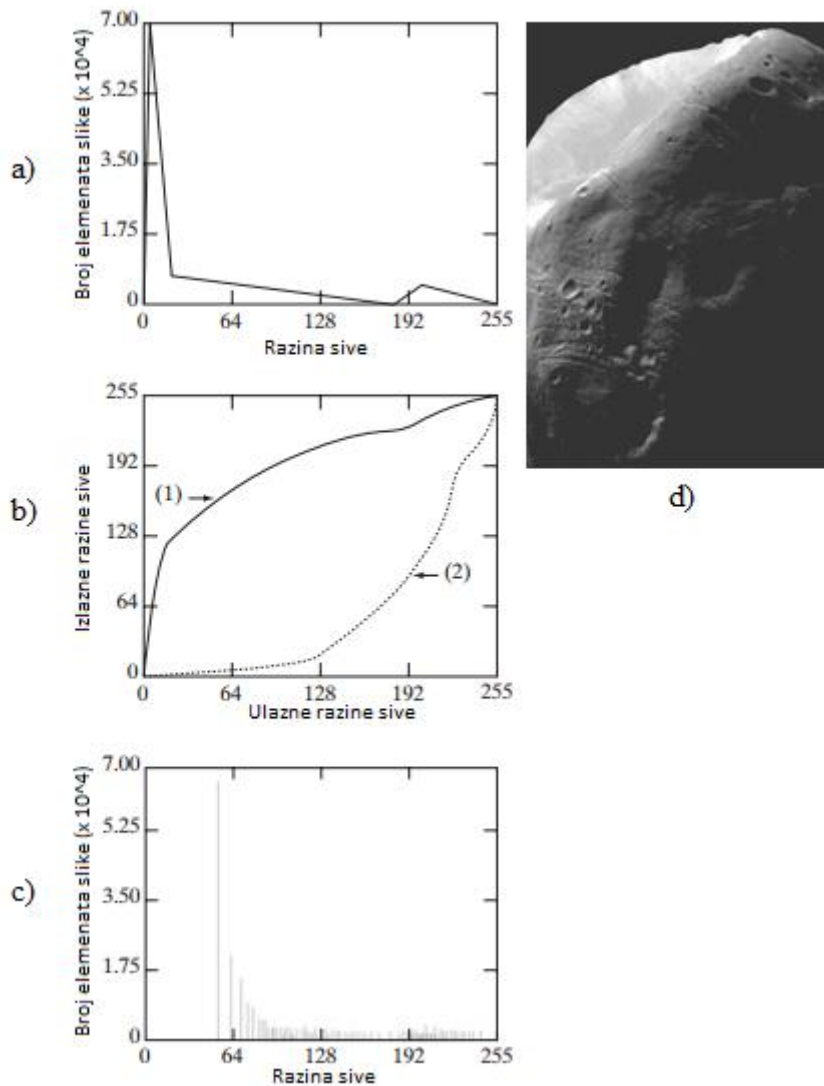 a)
Broj elemenata slike (x 10^4)
7.00
5.25
3.50
1.75
0
0 64 128 192 255
Razina sive
b)
Izlazne razine sive
255
192
128
64
0
(1)
(2)
0 64 128 192 255
Ulazne razine sive
c)
Broj elemenata slike (x 10^4)
7.00
5.25
3.50
1.75
0
0 64 128 192 255
Razina sive
d)